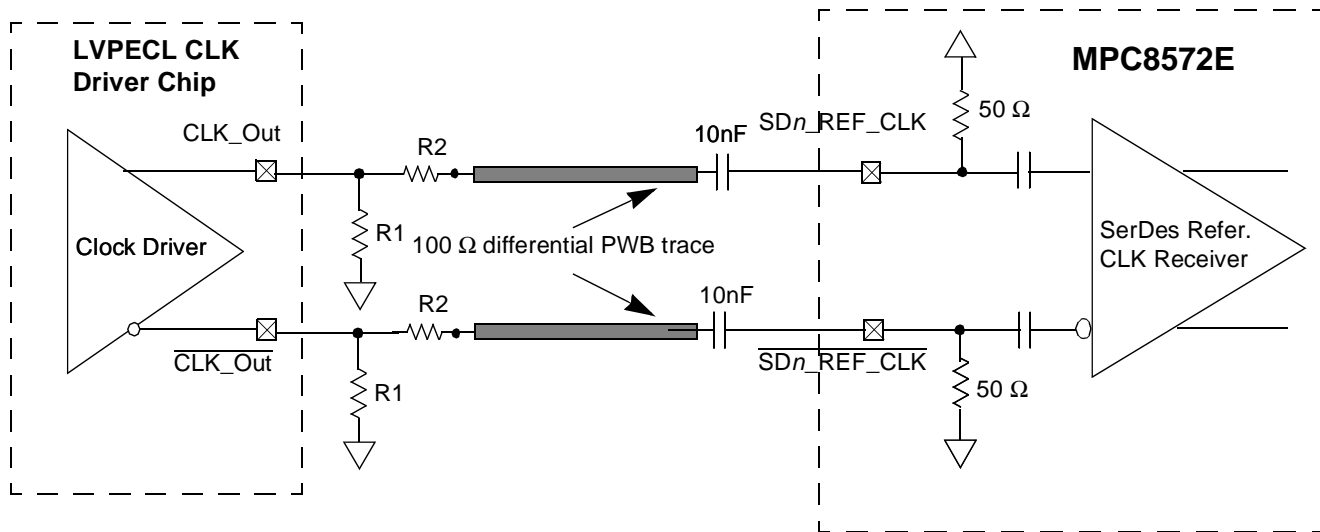 LVPECL CLK
Driver Chip
MPC8572E
CLK_Out
R2
10nF
SDn_REF_CLK
50 Ω
Clock Driver
R1
100 Ω differential PWB trace
SerDes Refer.
CLK Receiver
R2
10nF
CLK_Out
SDn_REF_CLK
R1
50 Ω